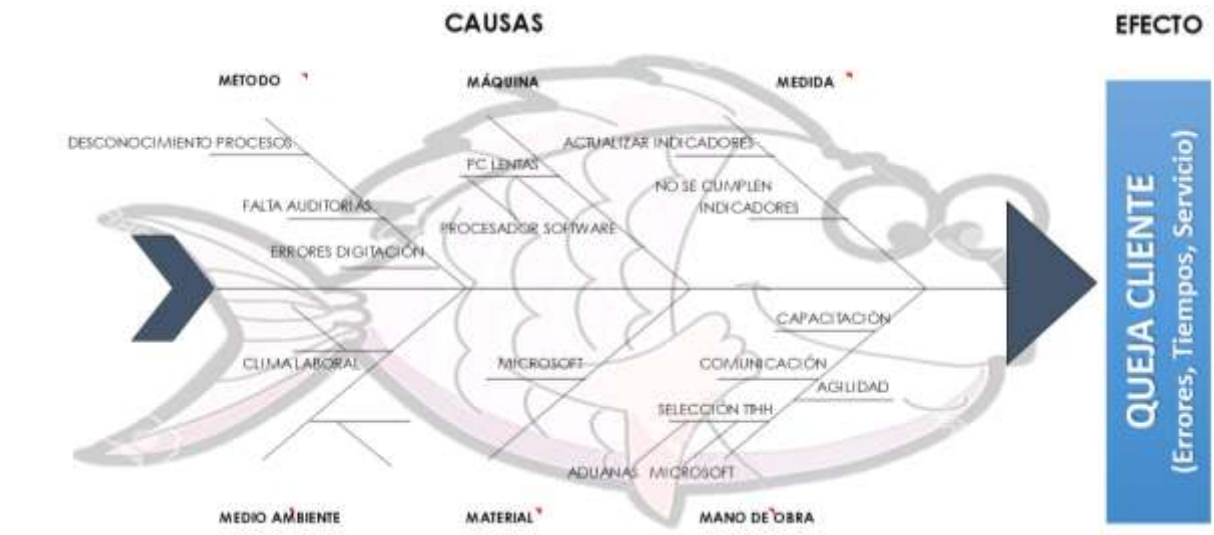 CAUSAS
EFECTO
MÉTODO
MÁQUINA
MEDIDA
DESCONOCIMIENTO PROCESOS
ACTUALIZAR INDICADORES
PC LENTAS
NO SE CUMPLEN
INDICADORES
FALTA AUDITORIAS
PROCESADOR SOFTWARE
ERRORES DIGITACIÓN
CAPACITACIÓN
CLIMA LABORAL
MICROSOFT
COMUNICACIÓN
AGILIDAD
SELECCIÓN TTHH
ADUANAS
MICROSOFT
MEDIO AMBIENTE
MATERIAL
MANO DE OBRA
QUEJA CLIENTE
(Errores, Tiempos, Servicio)